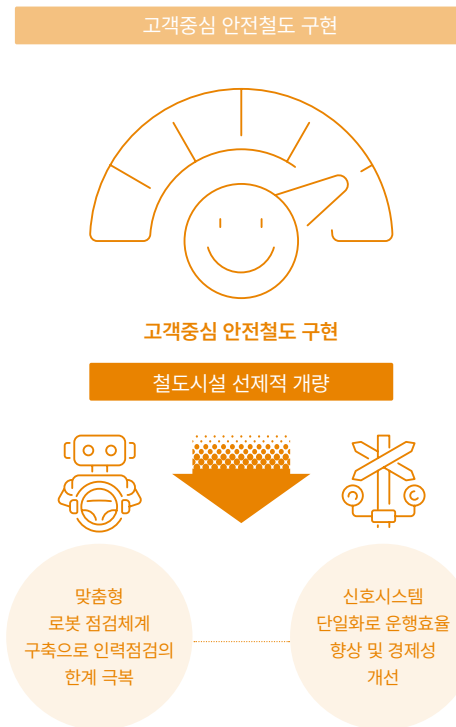 고객중심 안전철도 구현
고객중심 안전철도 구현
철도시설 선제적 개량
맞춤형
로봇 점검체계
구축으로 인력점검의
한계 극복
신호시스템
단일화로 운행효율
향상 및 경제성
개선